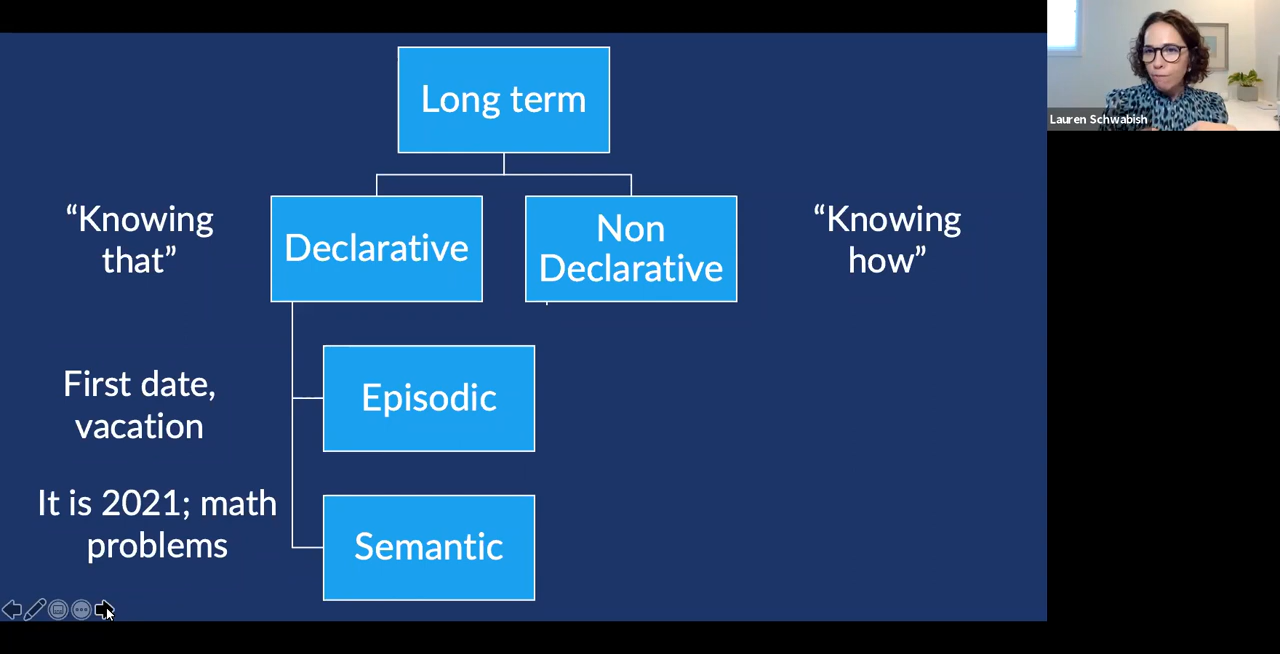 Long term
“Knowing
that”
Declarative
Non
Declarative
“Knowing
how”
First date,
vacation
Episodic
It is 2021; math
problems
Semantic
Lauren Schwabish